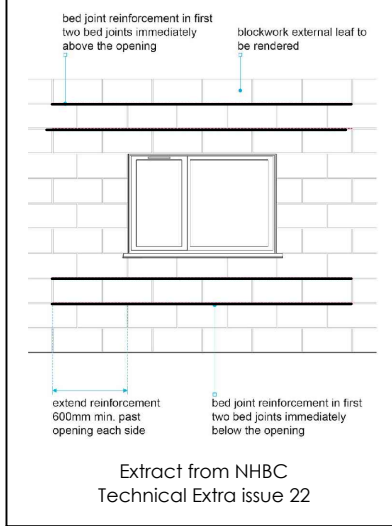 bed joint reinforcement in first
two bed joints immediately
above the opening
blockwork external leaf to
be rendered
extend reinforcement
600mm min. past
opening each side
bed joint reinforcement in first
two bed joints immediately
below the opening
Extract from NHBC
Technical Extra issue 22